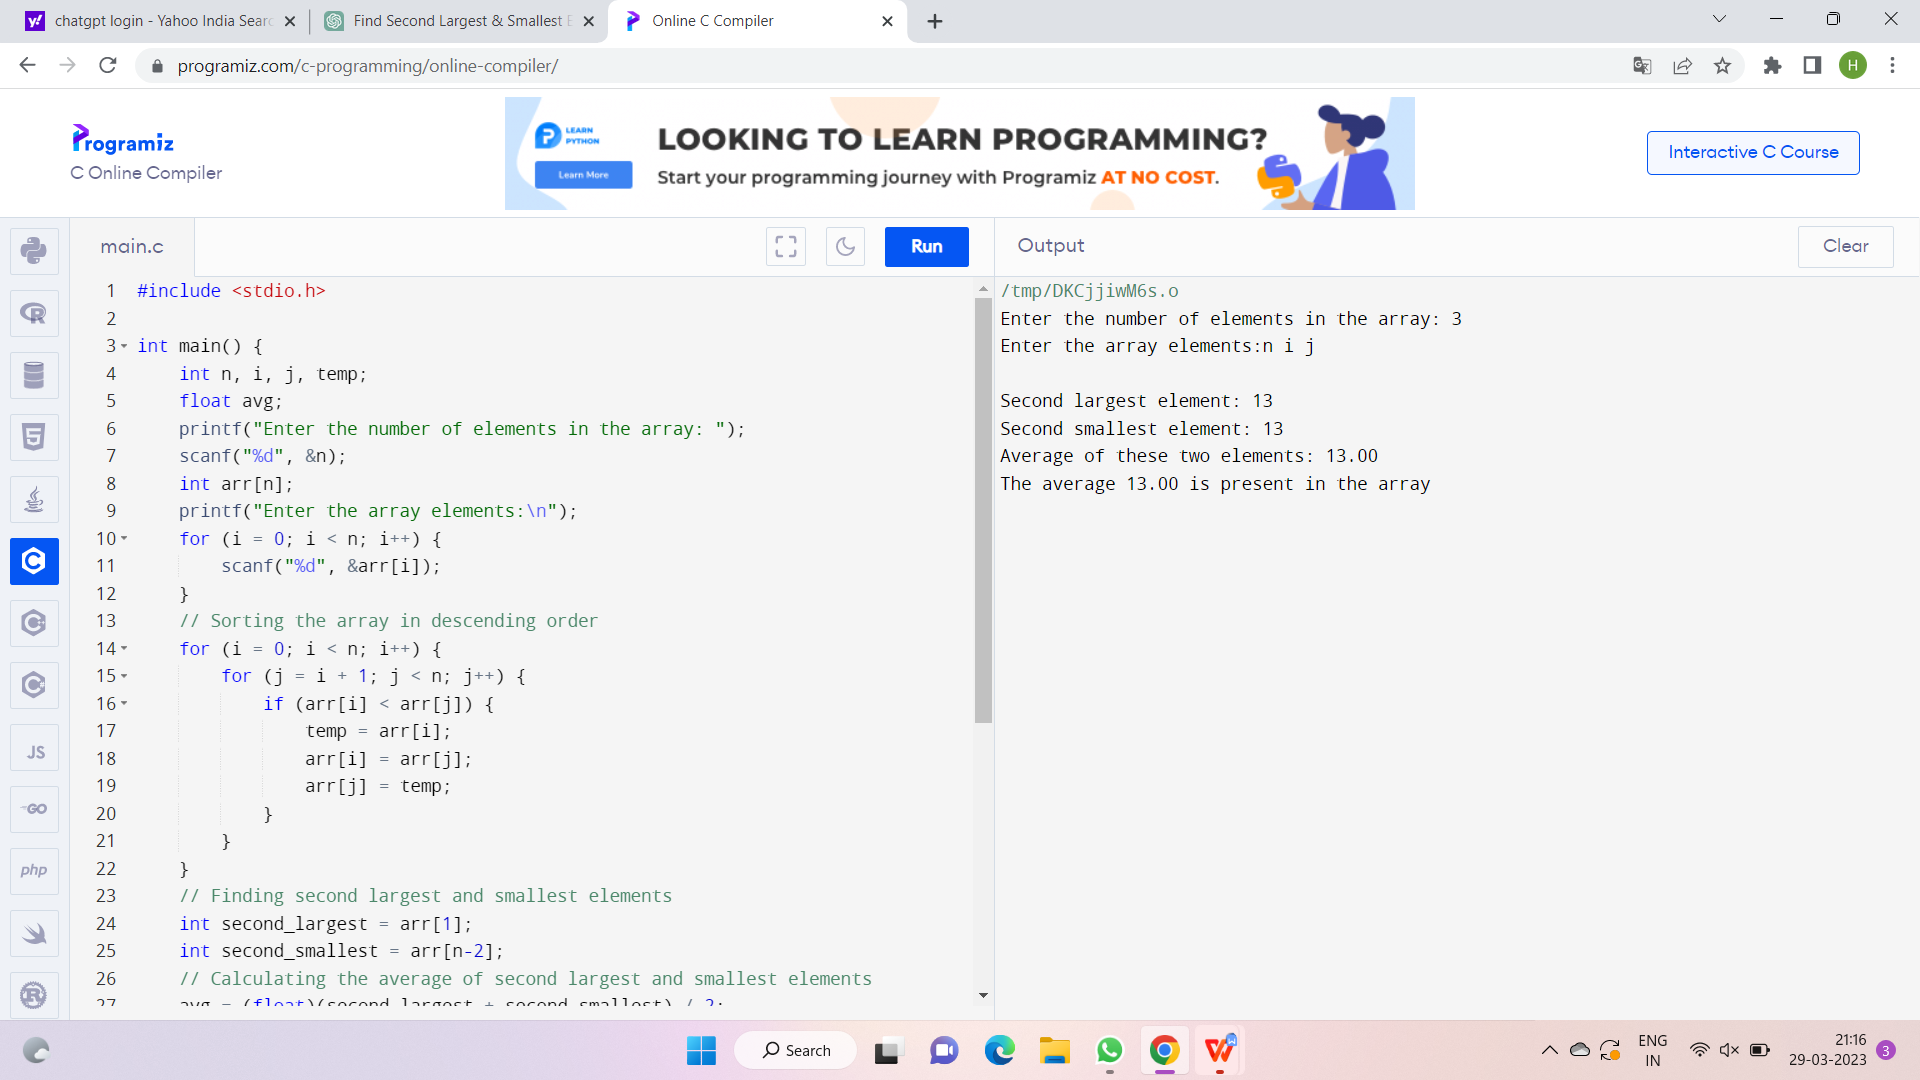 chatgpt login - Yahoo India Searc
Find Second Largest & Smallest E
Online C Compiler
programiz.com/c-programming/online-compiler/
H
Programiz
C Online Compiler
LEARN
PYTHON
Learn More
LOOKING TO LEARN PROGRAMMING?
Start your programming journey with Programiz AT NO COST.
Interactive C Course
main.c
Run
Output
Clear
1 #include <stdio.h>
2
3 int main() {
4 int n, i, j, temp;
5 float avg;
6 printf("Enter the number of elements in the array: ");
7 scanf("%d", &n);
8 int arr[n];
9 printf("Enter the array elements:\n");
10 for (i = 0; i < n; i++) {
11 scanf("%d", &arr[i]);
12 }
13 // Sorting the array in descending order
14 for (i = 0; i < n; i++) {
15 for (j = i + 1; j < n; j++) {
16 if (arr[i] < arr[j]) {
17 temp = arr[i];
18 arr[i] = arr[j];
19 arr[j] = temp;
20 }
21 }
22 }
23 // Finding second largest and smallest elements
24 int second_largest = arr[1];
25 int second_smallest = arr[n-2];
26 // Calculating the average of second largest and smallest elements
27 avg = (float)(second_largest + second_smallest) / 2;
/tmp/DKCjjiwM6s.o
Enter the number of elements in the array: 3
Enter the array elements:n i j
Second largest element: 13
Second smallest element: 13
Average of these two elements: 13.00
The average 13.00 is present in the array
JS
GO
php
Search
ENG
IN
21:16
29-03-2023
3